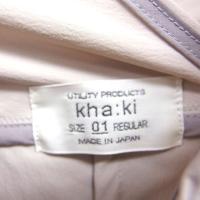 UTILITY PRODUCTS
kha:ki
SIZE 01 REGULAR
MADE IN JAPAN